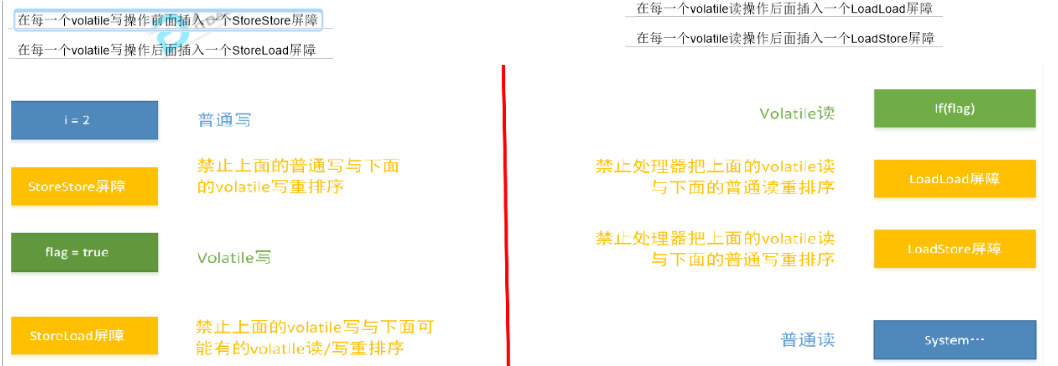 在每一个volatile写操作前面插入一个StoreStore屏障
在每一个volatile写操作后面插入一个StoreLoad屏障
i = 2
普通写
StoreStore屏障
禁止上面的普通写与下面
的volatile写重排序
flag = true
Volatile写
StoreLoad屏障
禁止上面的volatile写与下面可
能有的volatile读/写重排序
在每一个volatile读操作后面插入一个LoadLoad屏障
在每一个volatile读操作后面插入一个LoadStore屏障
Volatile读
If(flag)
禁止处理器把上面的volatile读
与下面的普通读重排序
LoadLoad屏障
禁止处理器把上面的volatile读
与下面的普通写重排序
LoadStore屏障
普通读
System…